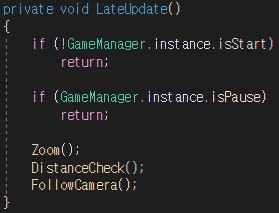 private void LateUpdate()
{
    if (!GameManager.instance.isStart)
        return;
    if (GameManager.instance.isPause)
        return;
    Zoom();
    DistanceCheck();
    FollowCamera();
}